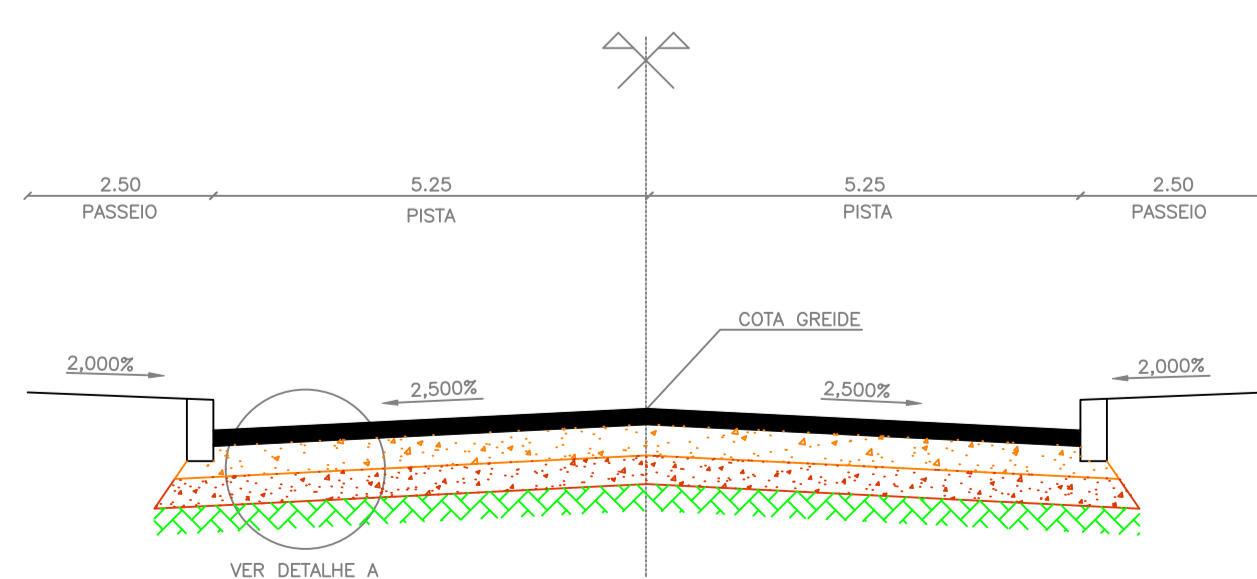 2.50
5.25
5.25
2.50
PASSEIO
PISTA
PISTA
PASSEIO
COTA GREIDE
2,000%
2,500%
2,500%
2,000%
VER DETALHE A